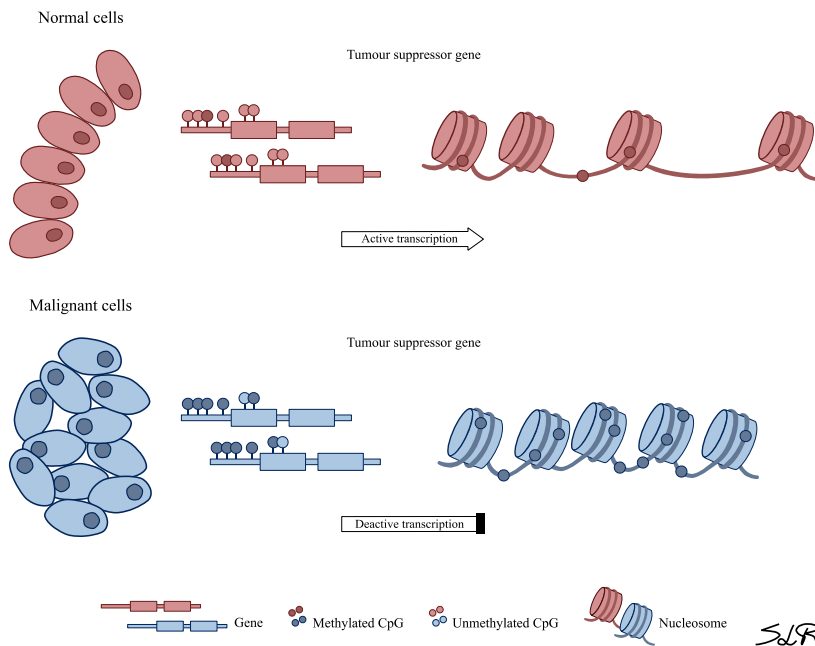 Normal cells
Tumour suppressor gene
Active transcription
Malignant cells
Tumour suppressor gene
Deactive transcription
Gene
Methylated CpG
Unmethylated CpG
Nucleosome
SLR